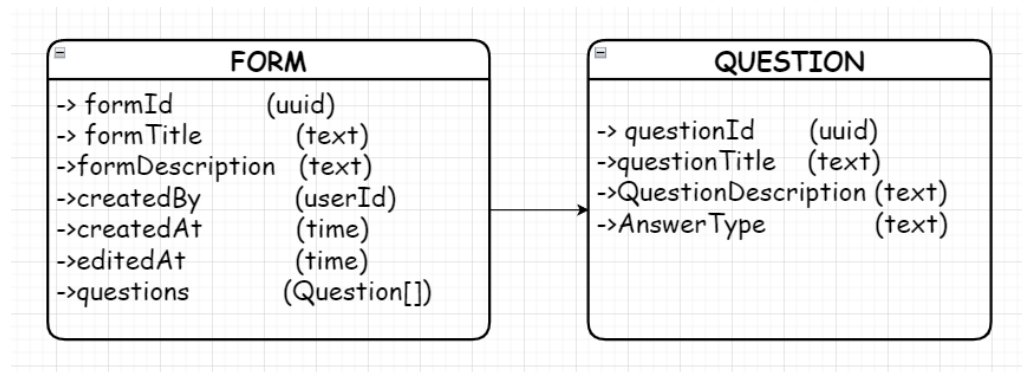 FORM
-> formId (uuid)
-> formTitle (text)
->formDescription (text)
->createdBy (userId)
->createdAt (time)
->editedAt (time)
->questions (Question[])
QUESTION
-> questionId (uuid)
->questionTitle (text)
->QuestionDescription (text)
->AnswerType (text)